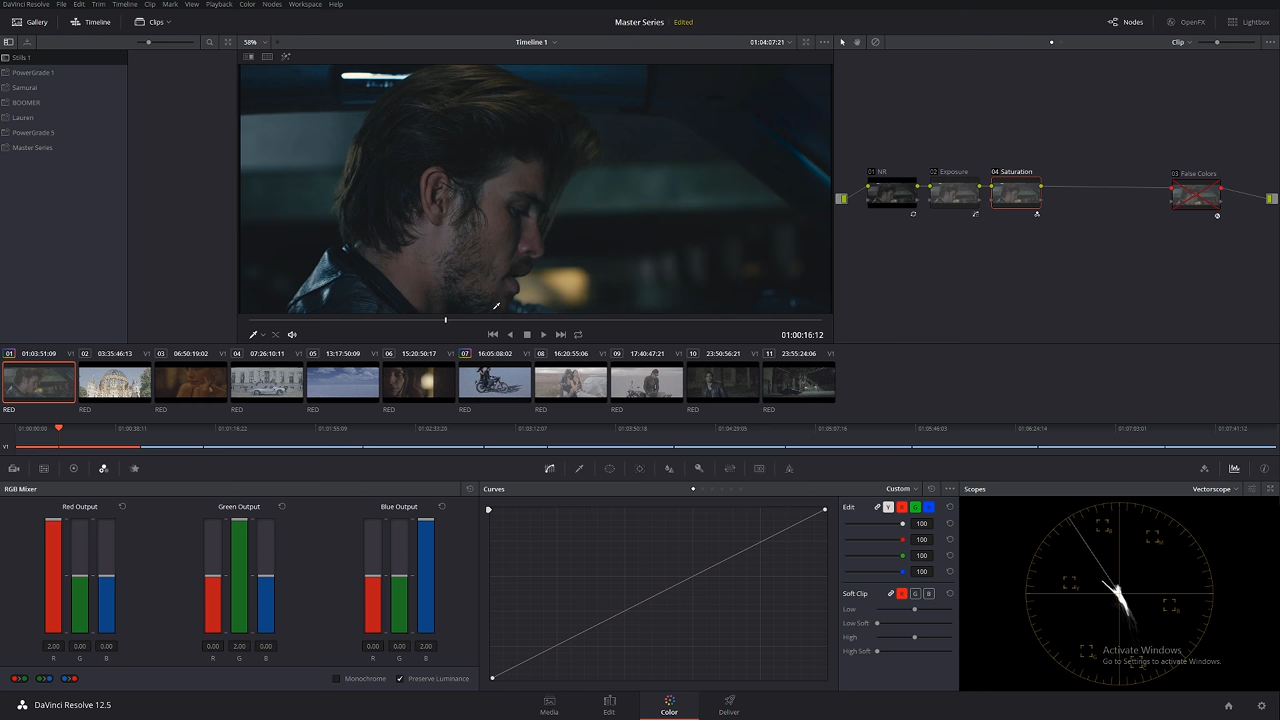 DaVinci Resolve File Edit Trim Timeline Clip Mark View Playback Color Nodes Workspace Help
Gallery Timeline Clips Master Series Edited Nodes OpenFX Lightbox
58% Timeline 1 01:04:07:21 Clip
Stills 1
PowerGrade 1
Samurai
BOOMER
Lauren
PowerGrade 5
Master Series
01 NR 02 Exposure 04 Saturation 03 False Colors
01:00:16:12
01 01:03:51:09 V1 02 03:35:46:13 V1 03 06:50:19:02 V1 04 07:26:10:11 V1 05 13:17:50:09 V1 06 15:20:50:17 V1 07 16:05:08:02 V1 08 16:20:55:06 V1 09 17:40:47:21 V1 10 23:50:56:21 V1 11 23:55:24:06 V1
RED RED RED RED RED RED RED RED RED RED RED
01:00:00:00 01:00:38:11 01:01:16:22 01:01:55:09 01:02:33:20 01:03:12:07 01:03:50:18 01:04:29:05 01:05:07:16 01:05:46:03 01:06:24:14 01:07:03:01 01:07:41:12
V1
RGB Mixer Curves Custom Scopes Vectorscope
Red Output Green Output Blue Output
Edit Y R G B 100
100
100
100
Soft Clip R G B
Low
Low Soft
High
High Soft
2.00 0.00 0.00 0.00 2.00 0.00 0.00 0.00 2.00
R G B R G B R G B
Monochrome Preserve Luminance
Activate Windows
Go to Settings to activate Windows.
DaVinci Resolve 12.5 Media Edit Color Deliver